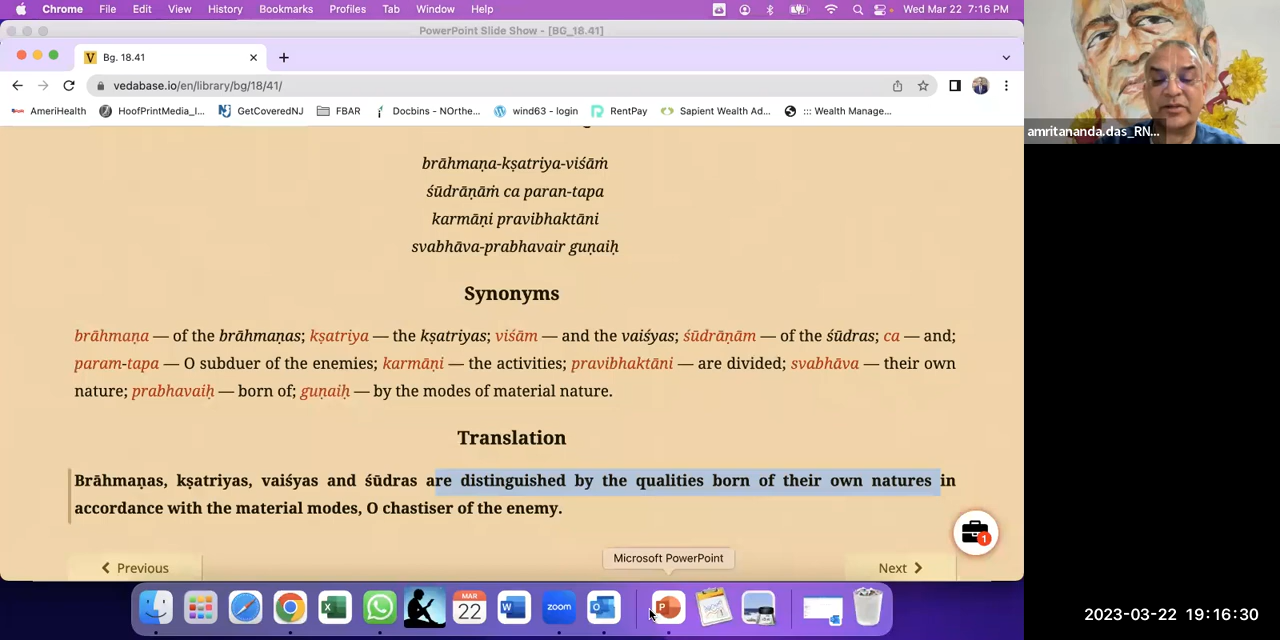 Chrome File Edit View History Bookmarks Profiles Tab Window Help Wed Mar 22 7:16 PM
PowerPoint Slide Show - [BG_18.41]
V Bg. 18.41
vedabase.io/en/library/bg/18/41/
AmeriHealth HoofPrintMedia_I... GetCoveredNJ FBAR Docbins - NOrthe... wind63 - login RentPay Sapient Wealth Ad... ::: Wealth Manage...
amritananda.das_RN...
brāhmaṇa-kṣatriya-viśāṁ
śūdrāṇāṁ ca paran-tapa
karmāṇi pravibhaktāni
svabhāva-prabhavair guṇaiḥ
Synonyms
brāhmaṇa — of the brāhmaṇas; kṣatriya — the kṣatriyas; viśām — and the vaiśyas; śūdrāṇām — of the śūdras; ca — and;
param-tapa — O subduer of the enemies; karmāṇi — the activities; pravibhaktāni — are divided; svabhāva — their own
nature; prabhavaiḥ — born of; guṇaiḥ — by the modes of material nature.
Translation
Brāhmaṇas, kṣatriyas, vaiśyas and śūdras are distinguished by the qualities born of their own natures in
accordance with the material modes, O chastiser of the enemy.
1
Previous
Microsoft PowerPoint
Next
MAR
22
W
zoom
P
2023-03-22 19:16:30